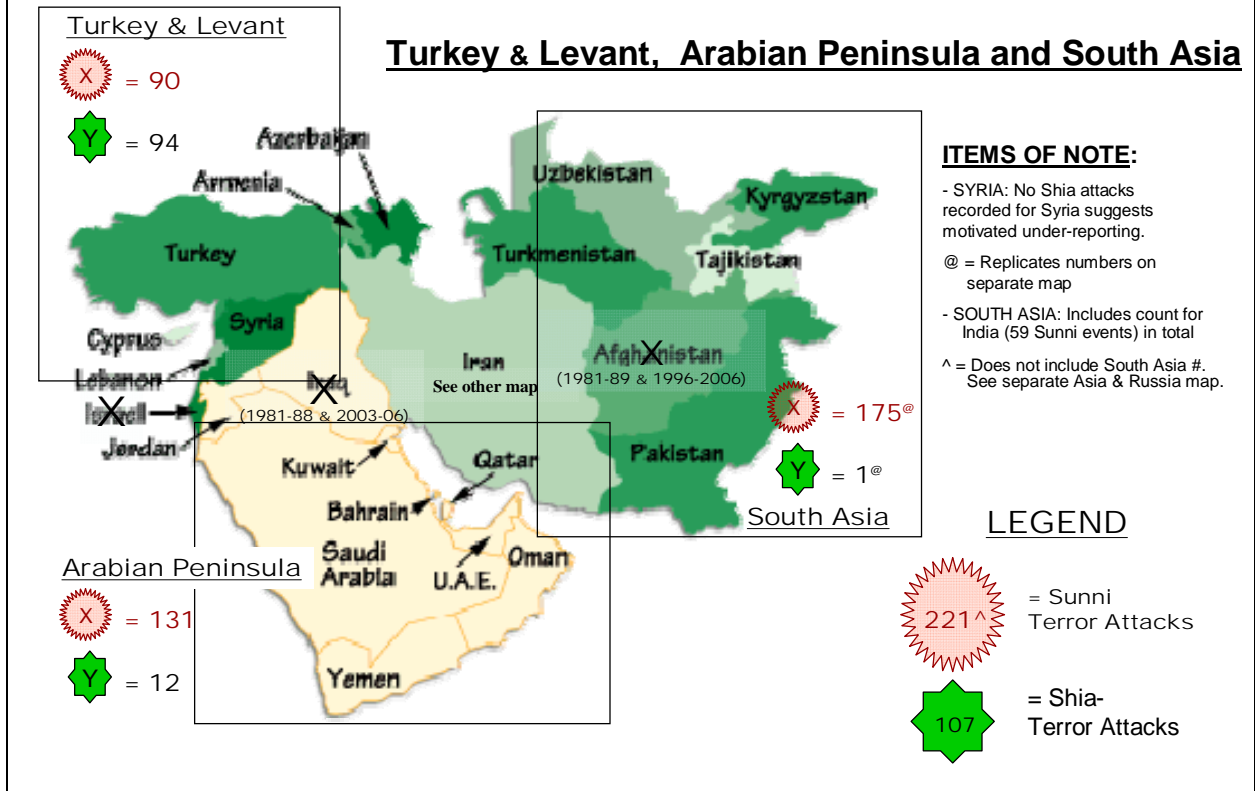 Turkey & Levant
X = 90
Y = 94
Turkey & Levant, Arabian Peninsula and South Asia
Azerbaijan
Armenia
Turkey
Syria
Cyprus
Lebanon
Israel
X
Jordan
Iraq
X
(1981-88 & 2003-06)
Iran
See other map
Uzbekistan
Kyrgyzstan
Turkmenistan
Tajikistan
Afghanistan
X
(1981-89 & 1996-2006)
Pakistan
X = 175@
Y = 1@
South Asia
Kuwait
Qatar
Bahrain
Saudi
Arabia
U.A.E.
Oman
Yemen
Arabian Peninsula
X = 131
Y = 12
ITEMS OF NOTE:
- SYRIA: No Shia attacks
recorded for Syria suggests
motivated under-reporting.
@ = Replicates numbers on
separate map
- SOUTH ASIA: Includes count for
India (59 Sunni events) in total
^ = Does not include South Asia #.
See separate Asia & Russia map.
LEGEND
221^ = Sunni
Terror Attacks
107 = Shia-
Terror Attacks